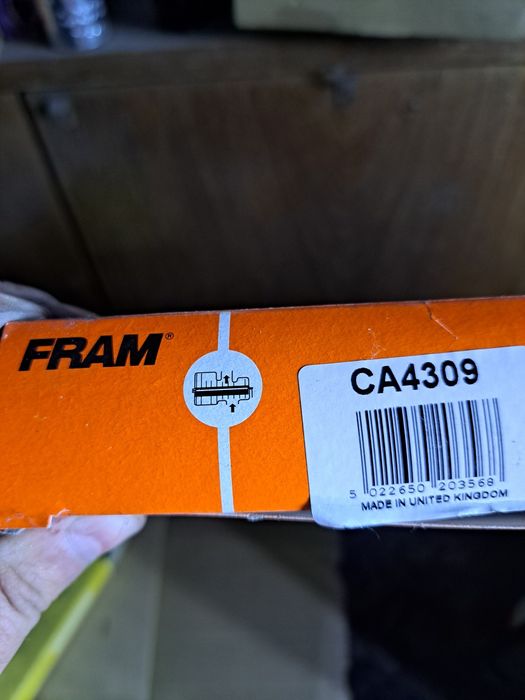 FRAM®
CA4309
5 022650 203568
MADE IN UNITED KINGDOM